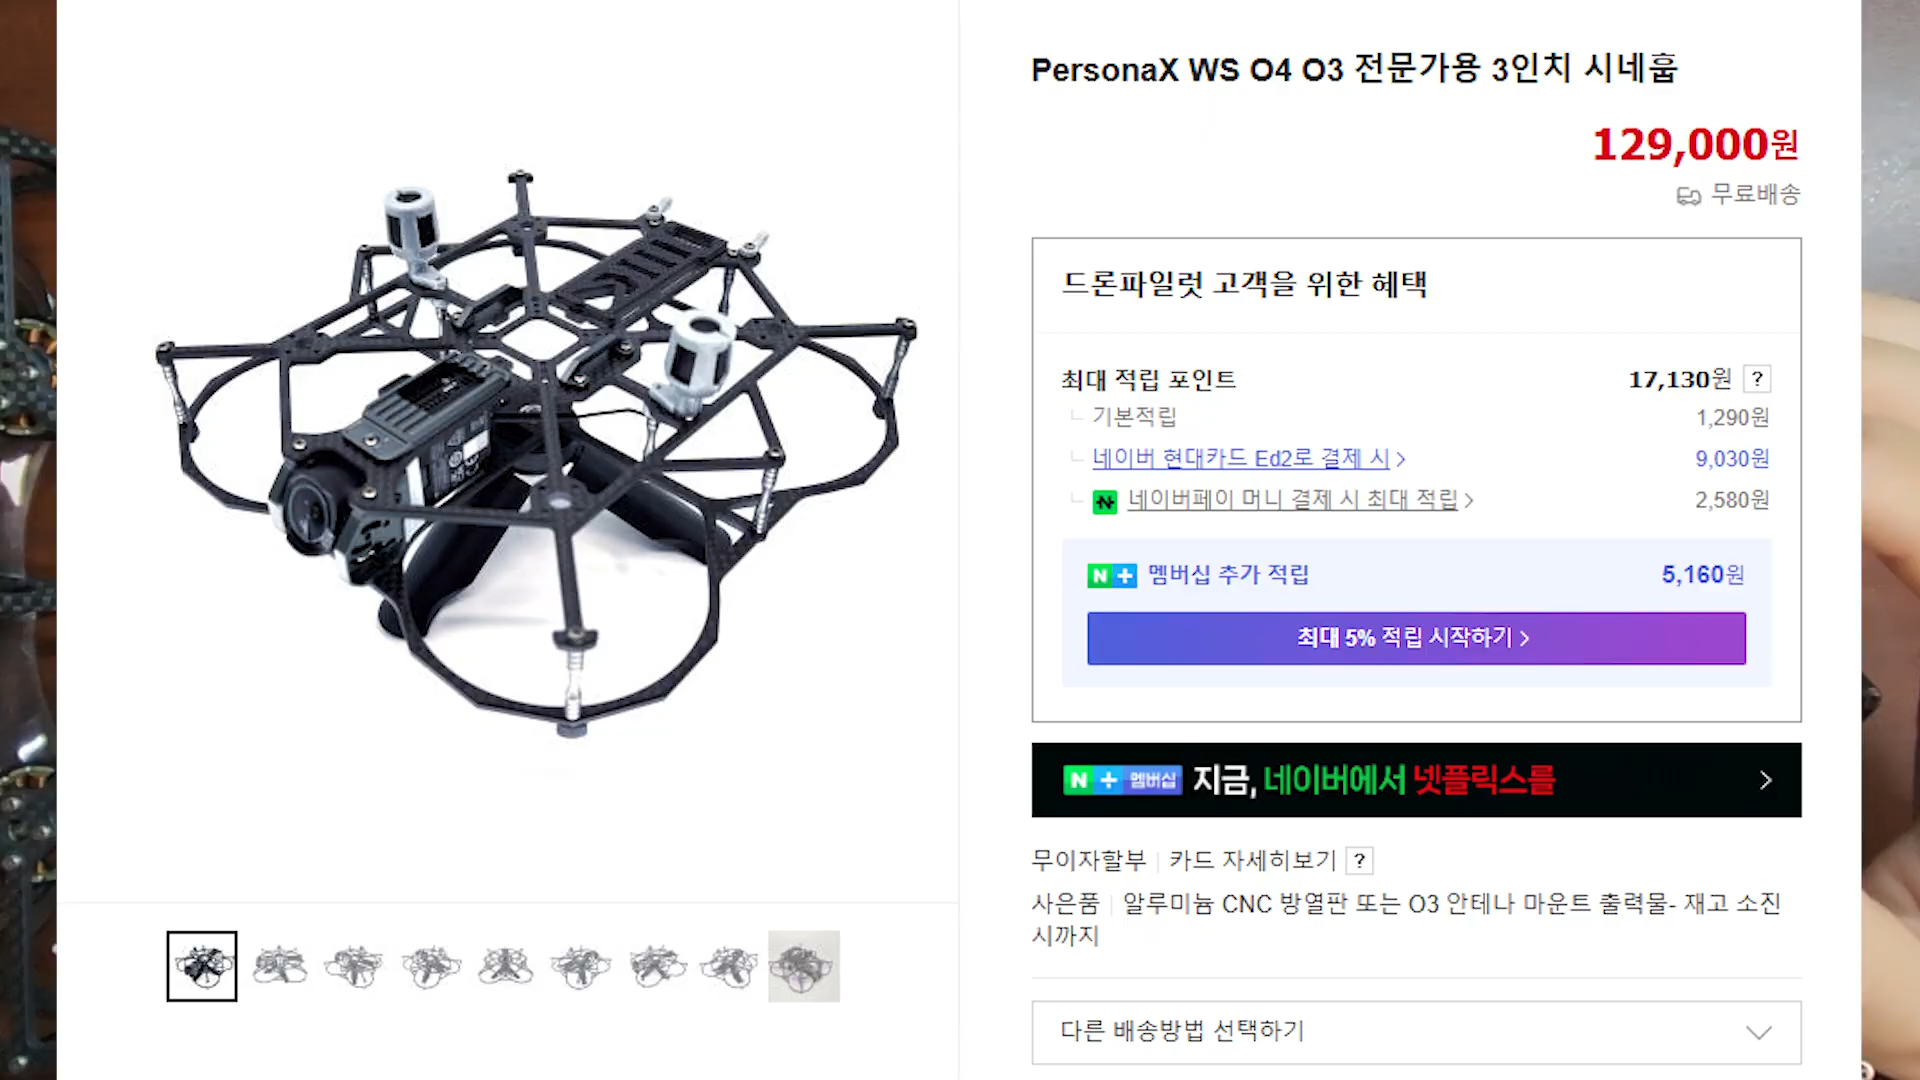 PersonaX WS O4 O3 전문가용 3인치 시네훕
129,000원
무료배송
드론파일럿 고객을 위한 혜택
최대 적립 포인트 17,130원 ?
기본적립 1,290원
네이버 현대카드 Ed2로 결제 시 > 9,030원
네이버페이 머니 결제 시 최대 적립 > 2,580원
N+ 멤버십 추가 적립 5,160원
최대 5% 적립 시작하기 >
N+ 멤버십 지금, 네이버에서 넷플릭스를 >
무이자할부 | 카드 자세히보기 ?
사은품 | 알루미늄 CNC 방열판 또는 O3 안테나 마운트 출력물- 재고 소진
시까지
다른 배송방법 선택하기